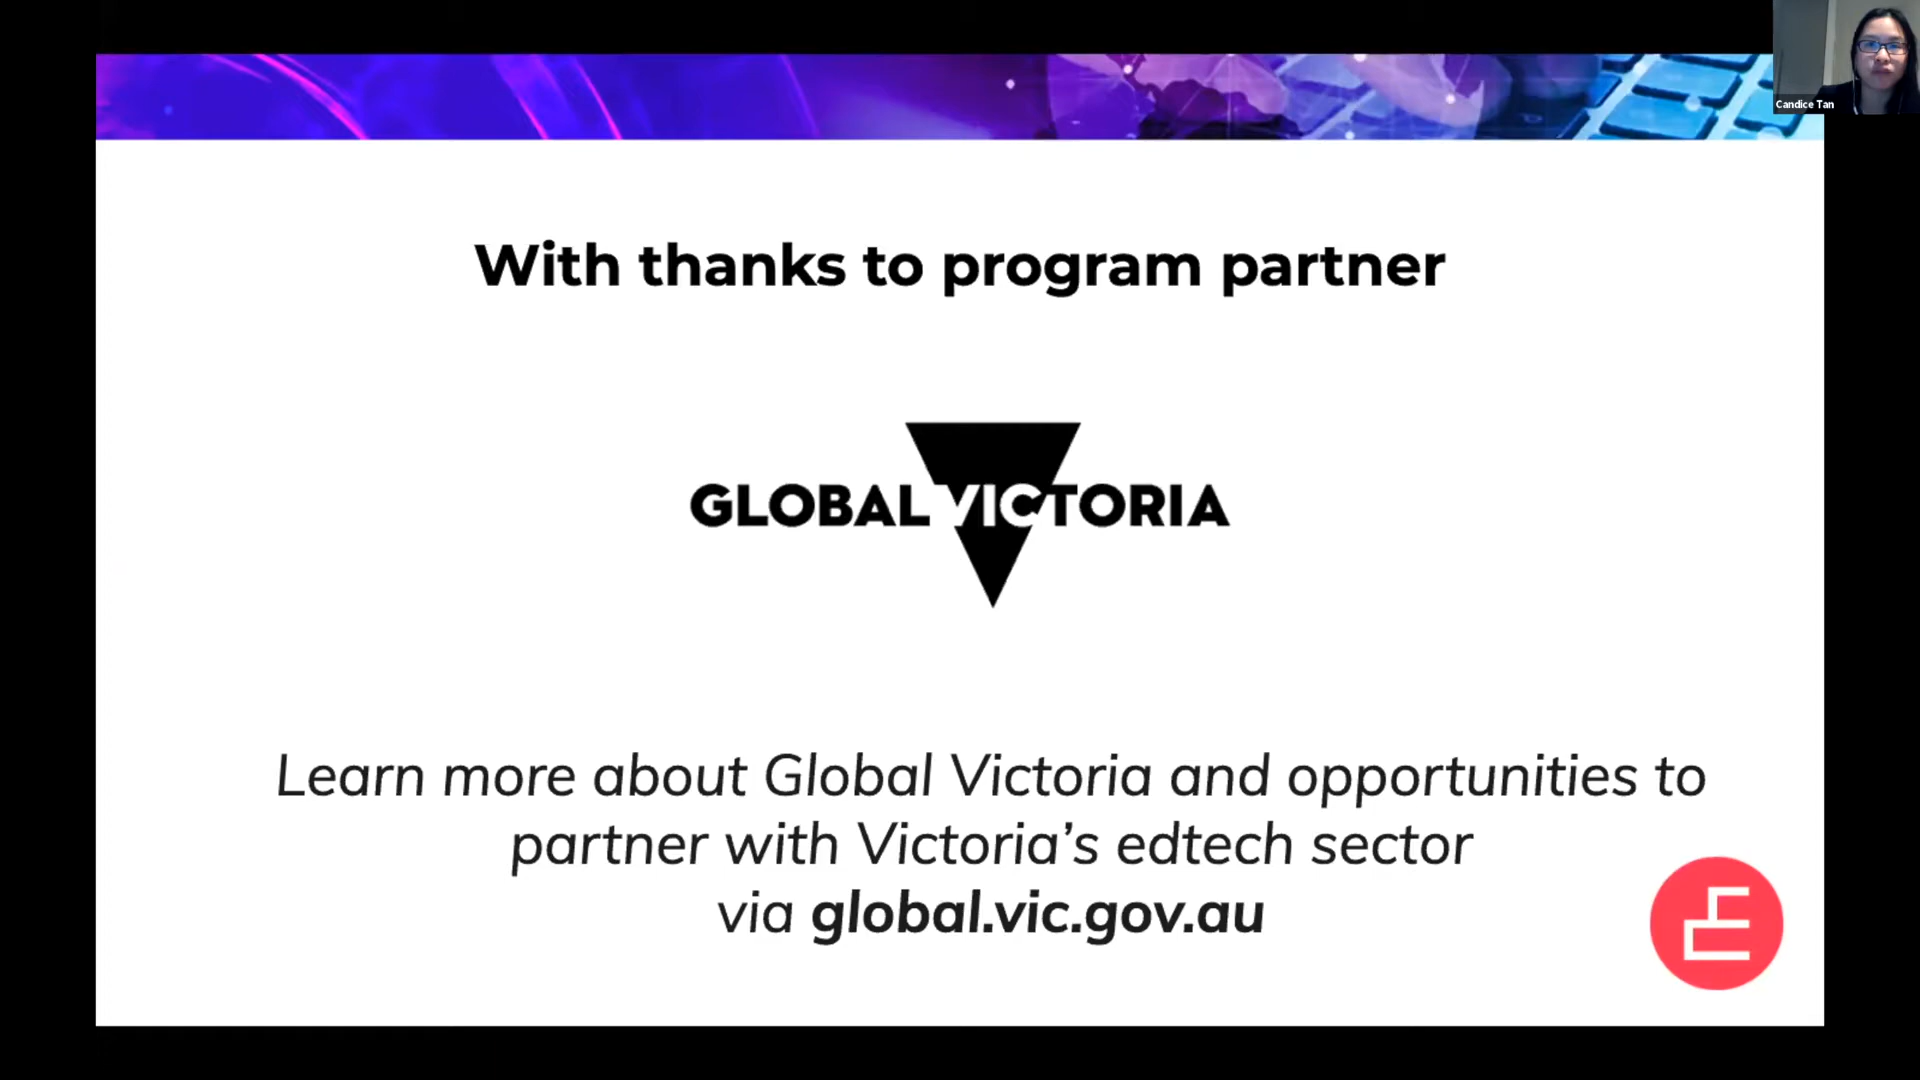 Candice Tan
With thanks to program partner
GLOBAL VICTORIA
Learn more about Global Victoria and opportunities to
partner with Victoria’s edtech sector
via global.vic.gov.au